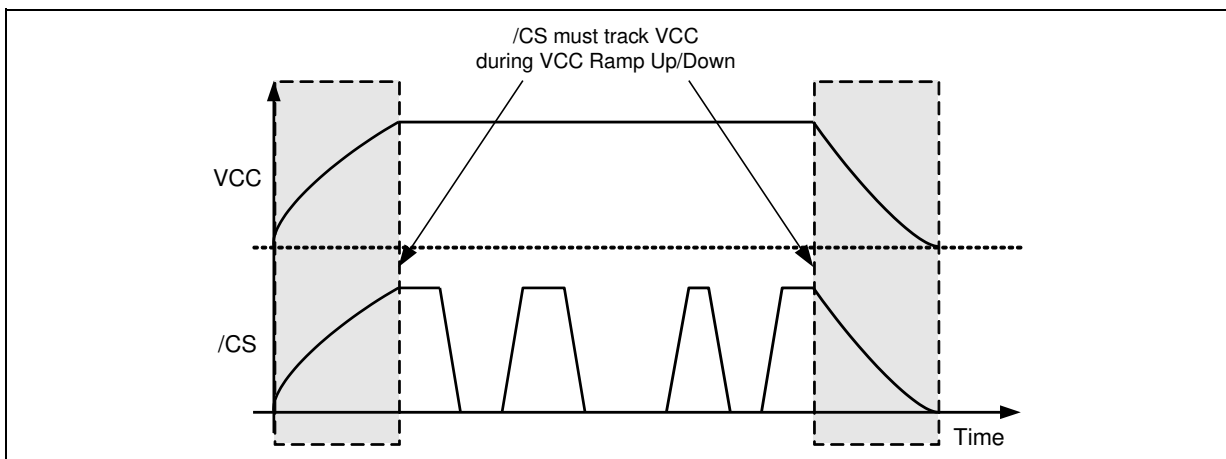 /CS must track VCC
during VCC Ramp Up/Down
VCC
/CS
Time